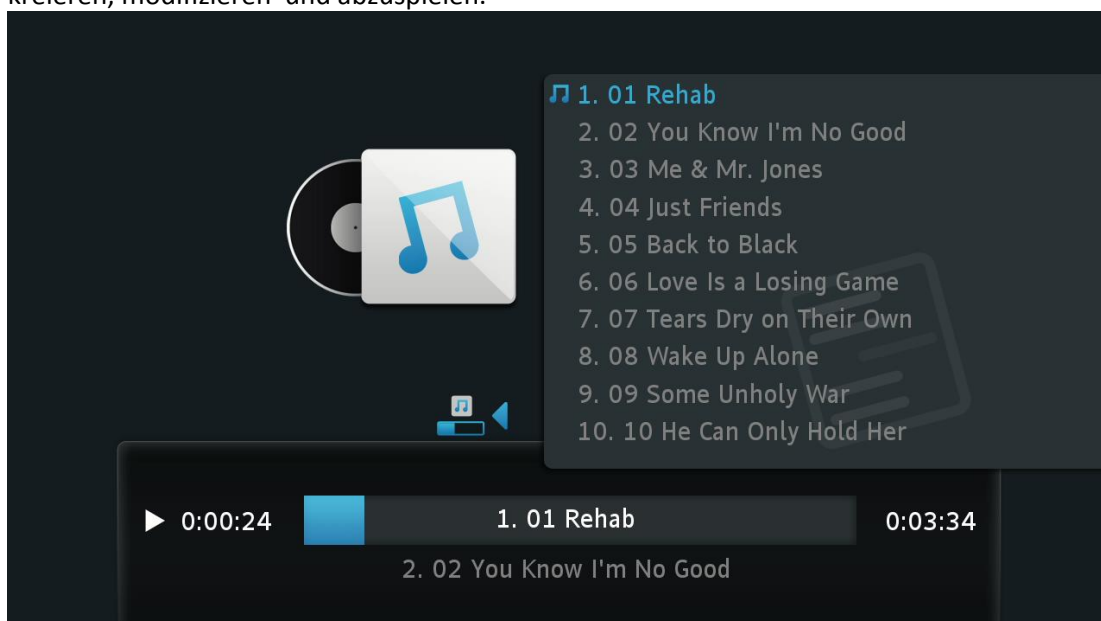 kreieren, modifizieren und abzuspielen.
1. 01 Rehab
2. 02 You Know I'm No Good
3. 03 Me & Mr. Jones
4. 04 Just Friends
5. 05 Back to Black
6. 06 Love Is a Losing Game
7. 07 Tears Dry on Their Own
8. 08 Wake Up Alone
9. 09 Some Unholy War
10. 10 He Can Only Hold Her
0:00:24 1. 01 Rehab 0:03:34
2. 02 You Know I'm No Good